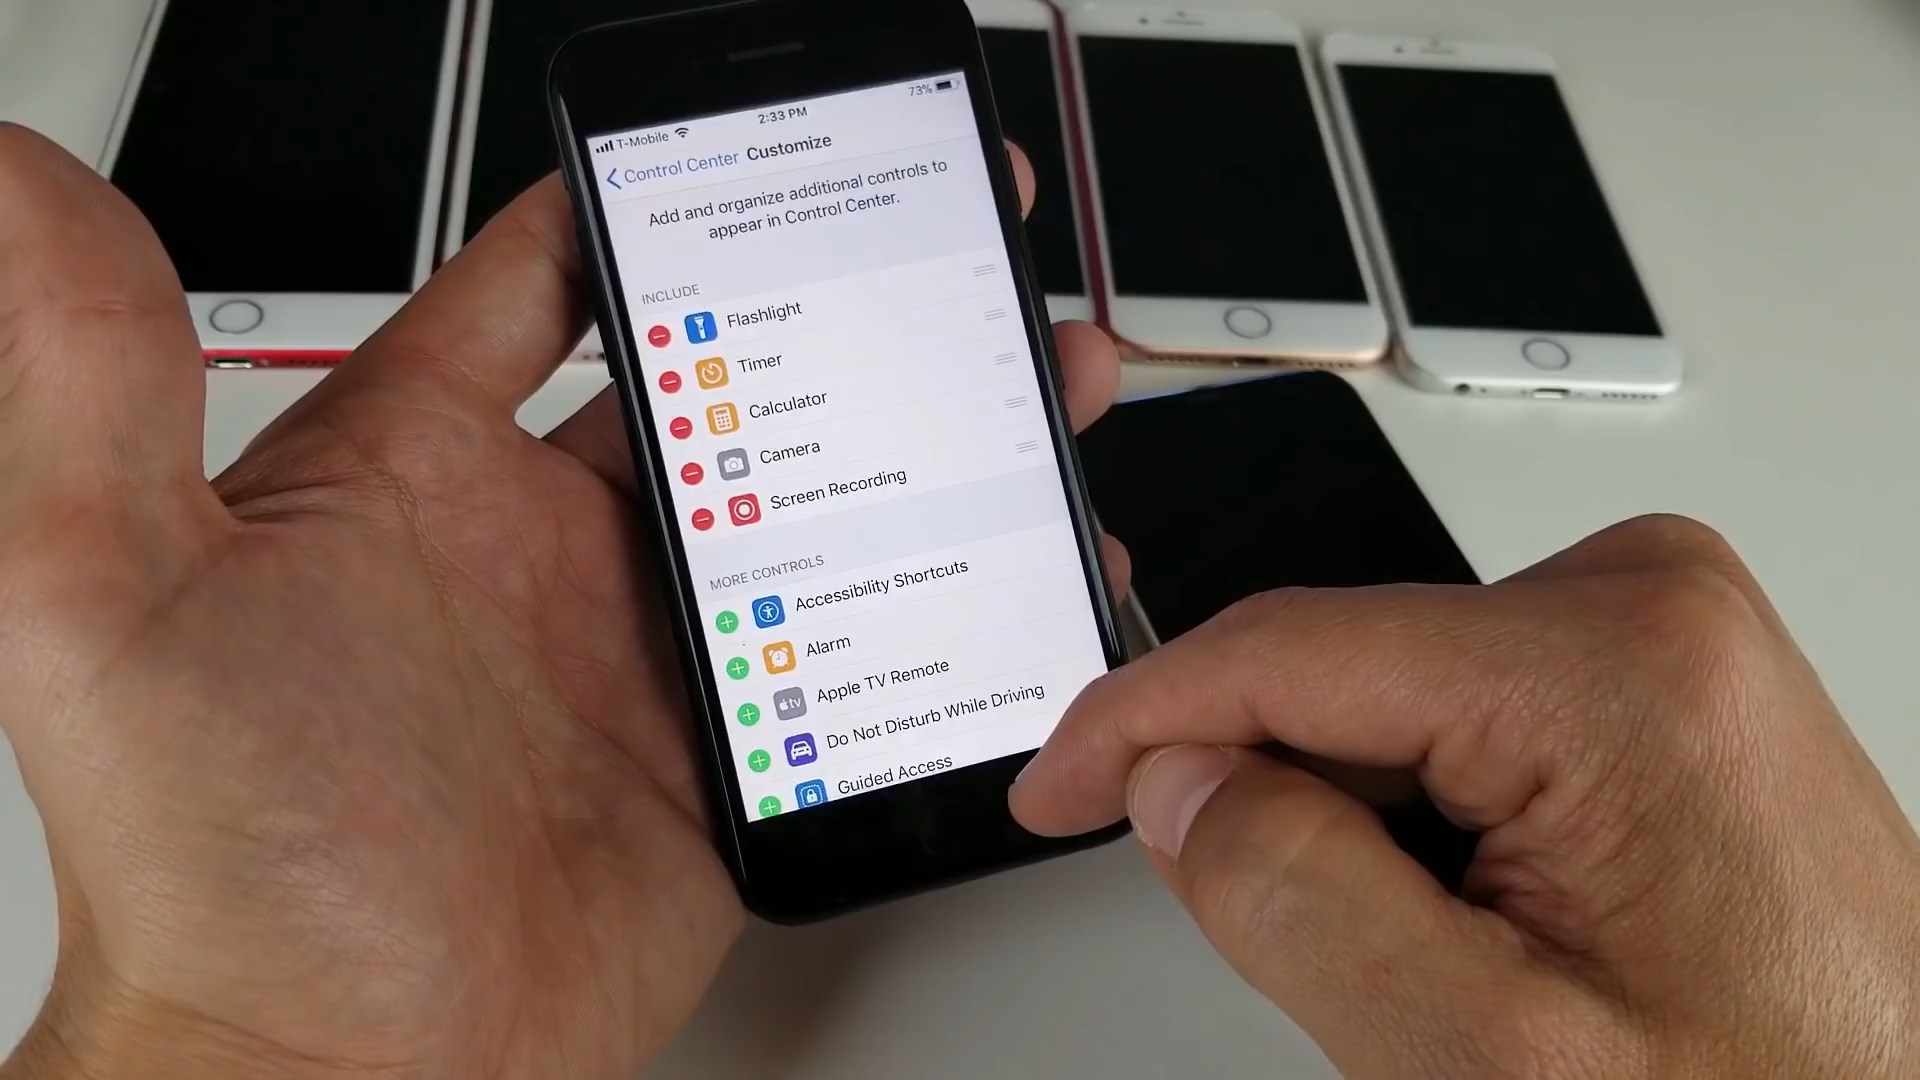 T-Mobile
2:33 PM
73%
Control Center
Customize
Add and organize additional controls to
appear in Control Center.
INCLUDE
Flashlight
Timer
Calculator
Camera
Screen Recording
MORE CONTROLS
Accessibility Shortcuts
Alarm
tv
Apple TV Remote
Do Not Disturb While Driving
Guided Access